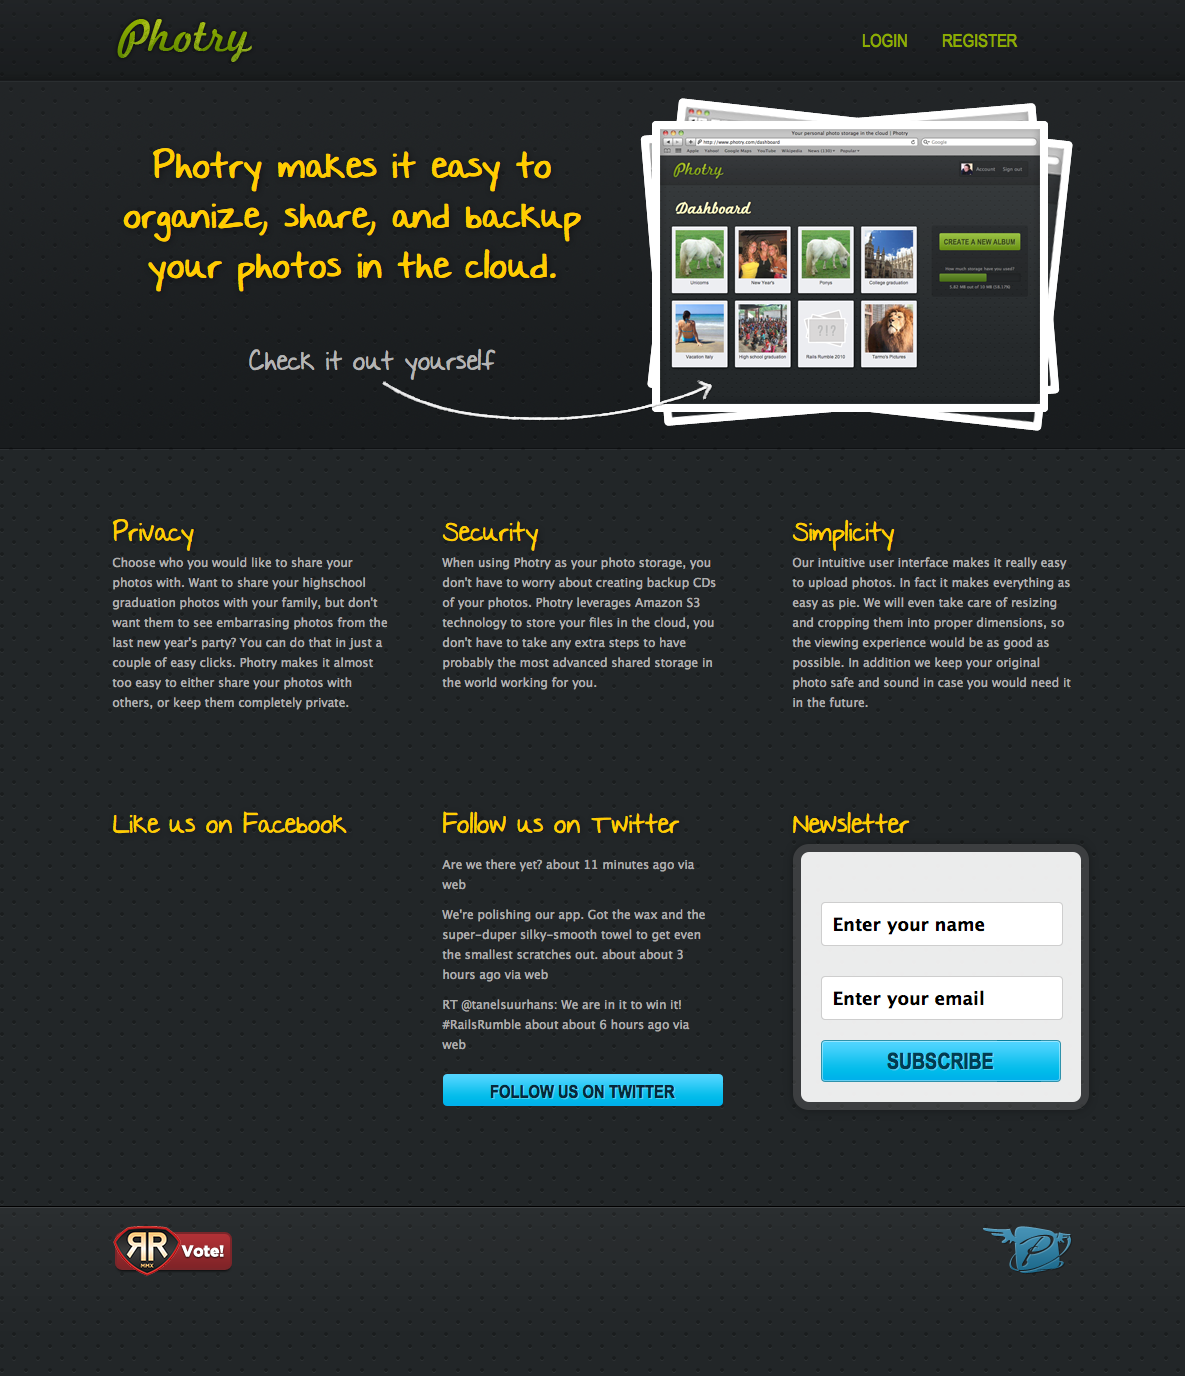 Photry
LOGIN REGISTER
Photry makes it easy to
organize, share, and backup
your photos in the cloud.
Check it out yourself
Your personal photo storage in the cloud | Photry
http://www.photry.com/dashboard
Google
Apple Yahoo! Google Maps YouTube Wikipedia News (130) Popular
Photry
Account Sign out
Dashboard
CREATE A NEW ALBUM
How much storage have you used?
Unicorns New Year's Ponys College graduation
?!?
Vacation Italy High school graduation Rails Rumble 2010 Tanno's Pictures
Privacy
Choose who you would like to share your
photos with. Want to share your highschool
graduation photos with your family, but don't
want them to see embarrasing photos from the
last new year's party? You can do that in just a
couple of easy clicks. Photry makes it almost
too easy to either share your photos with
others, or keep them completely private.
Security
When using Photry as your photo storage, you
don't have to worry about creating backup CDs
of your photos. Photry leverages Amazon S3
technology to store your files in the cloud, you
don't have to take any extra steps to have
probably the most advanced shared storage in
the world working for you.
Simplicity
Our intuitive user interface makes it really easy
to upload photos. In fact it makes everything as
easy as pie. We will even take care of resizing
and cropping them into proper dimensions, so
the viewing experience would be as good as
possible. In addition we keep your original
photo safe and sound in case you would need it
in the future.
Like us on Facebook
Follow us on Twitter
Are we there yet? about 11 minutes ago via
web
We're polishing our app. Got the wax and the
super-duper silky-smooth towel to get even
the smallest scratches out. about about 3
hours ago via web
RT @tanelsuurhans: We are in it to win it!
#RailsRumble about about 6 hours ago via
web
FOLLOW US ON TWITTER
Newsletter
Enter your name
Enter your email
SUBSCRIBE
RR
MMX
Vote!
P